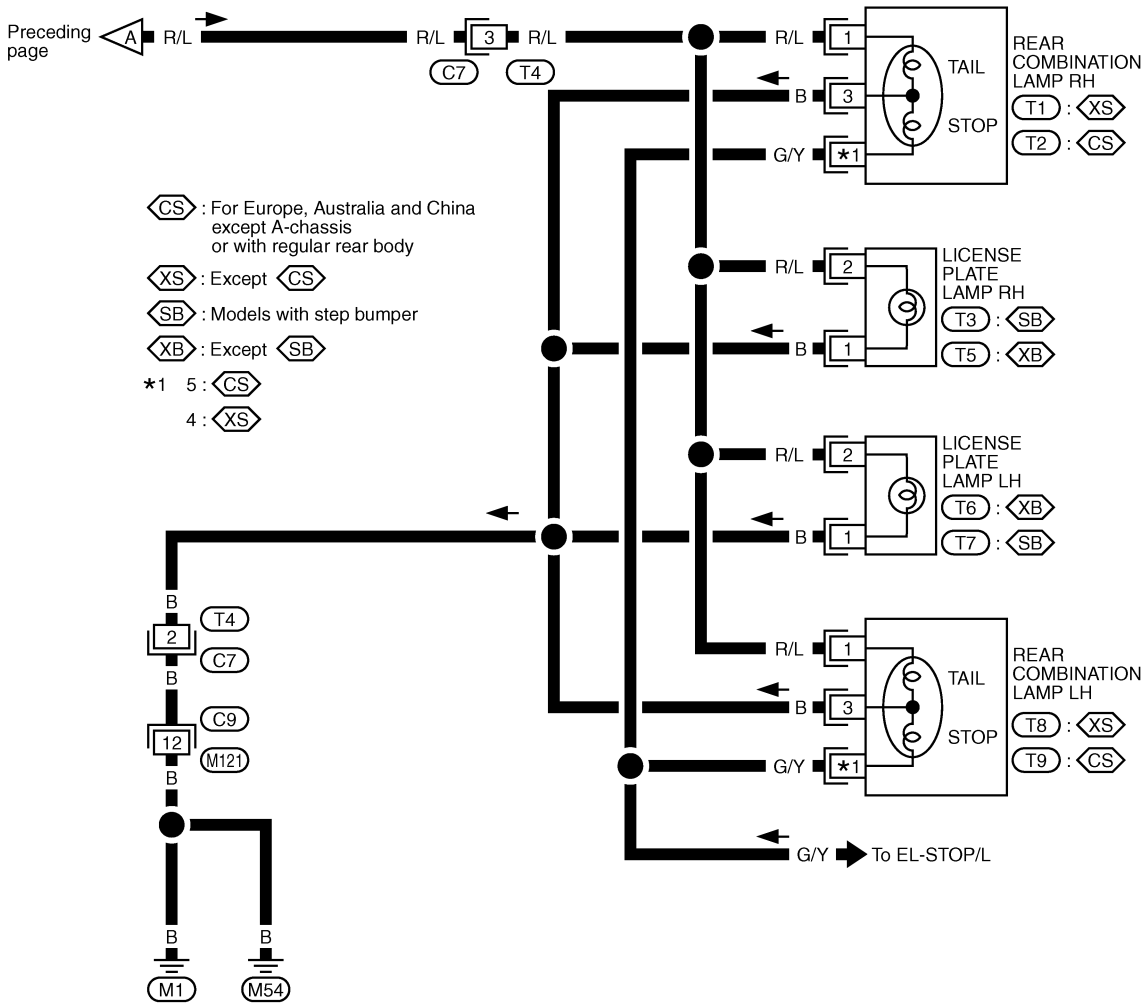 Preceding
page
A
R/L
R/L
3
R/L
C7
T4
R/L
1
B
3
G/Y
*1
TAIL
STOP
REAR
COMBINATION
LAMP RH
T1 : XS
T2 : CS
CS : For Europe, Australia and China
except A-chassis
or with regular rear body
XS : Except CS
SB : Models with step bumper
XB : Except SB
*1 5 : CS
4 : XS
R/L
2
B
1
LICENSE
PLATE
LAMP RH
T3 : SB
T5 : XB
R/L
2
B
1
LICENSE
PLATE
LAMP LH
T6 : XB
T7 : SB
B
2
T4
C7
B
12
C9
M121
B
R/L
1
B
3
G/Y
*1
TAIL
STOP
REAR
COMBINATION
LAMP LH
T8 : XS
T9 : CS
G/Y
To EL-STOP/L
B
B
M1
M54